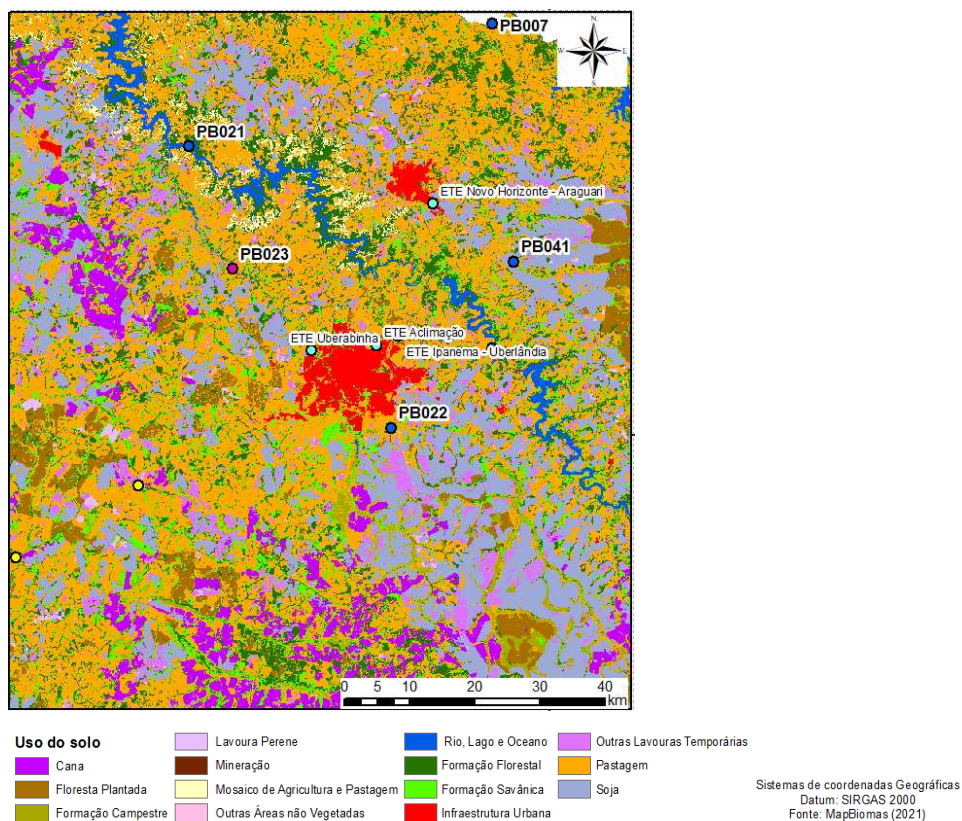 PB007
N
W E
S
PB021
ETE Novo Horizonte - Araguari
PB041
PB023
ETE Aclimação
ETE Uberabinha
ETE Ipanema - Uberlândia
PB022
0 5 10 20 30 40
km
Uso do solo
Lavoura Perene
Rio, Lago e Oceano
Outras Lavouras Temporárias
Cana
Mineração
Formação Florestal
Pastagem
Floresta Plantada
Mosaico de Agricultura e Pastagem
Formação Savânica
Soja
Formação Campestre
Outras Áreas não Vegetadas
Infraestrutura Urbana
Sistemas de coordenadas Geográficas
Datum: SIRGAS 2000
Fonte: MapBiomas (2021)